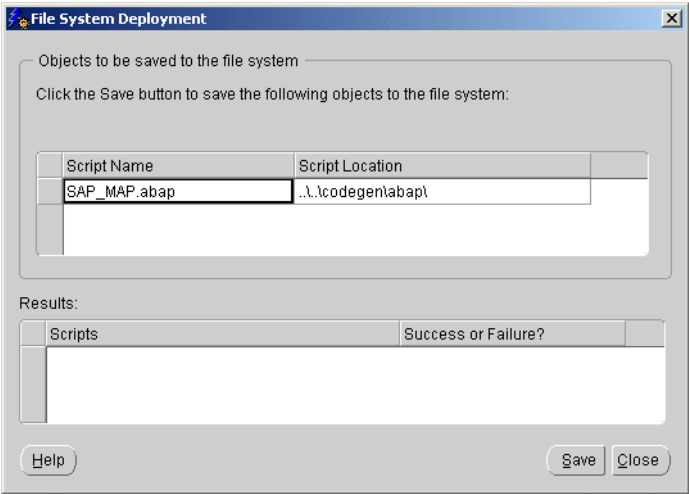 File System Deployment
Objects to be saved to the file system
Click the Save button to save the following objects to the file system:
Script Name Script Location
SAP_MAP.abap ..\..\codegen\abap\
Results:
Scripts Success or Failure?
Help Save Close